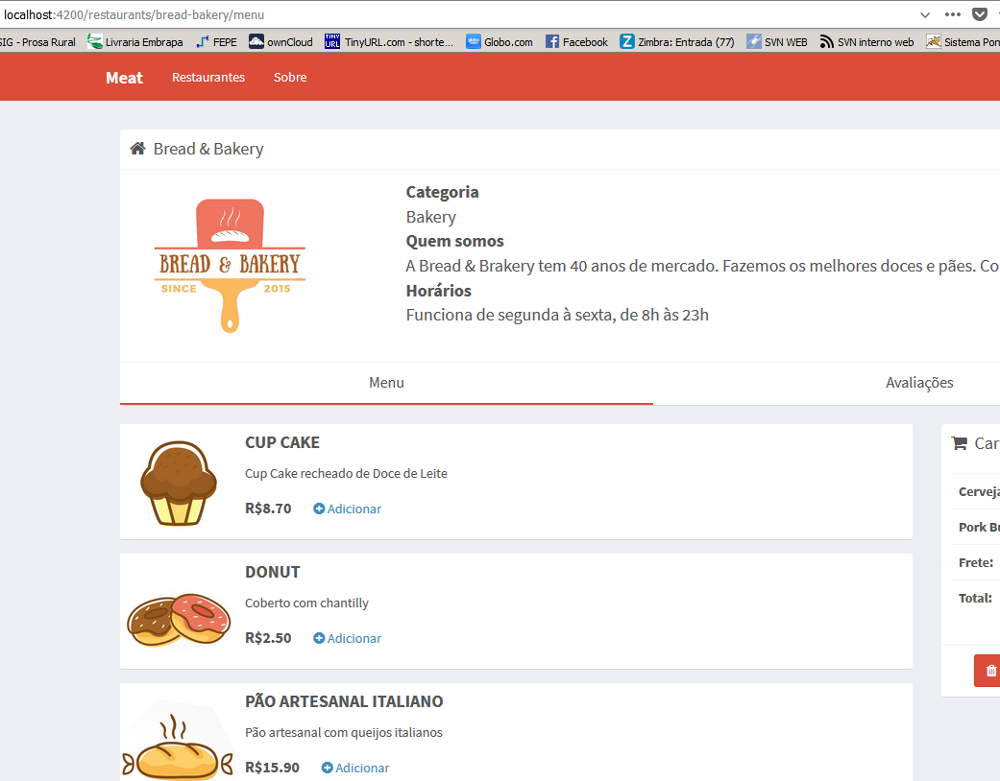 localhost:4200/restaurants/bread-bakery/menu
SIG - Prosa Rural Livraria Embrapa FEPE ownCloud TINY URL TinyURL.com - shorte... Globo.com Facebook Zimbra: Entrada (77) SVN WEB SVN interno web Sistema Pon
Meat Restaurantes Sobre
Bread & Bakery
BREAD & BAKERY
SINCE 2015
Categoria
Bakery
Quem somos
A Bread & Brakery tem 40 anos de mercado. Fazemos os melhores doces e pães. Co
Horários
Funciona de segunda à sexta, de 8h às 23h
Menu Avaliações
CUP CAKE
Cup Cake recheado de Doce de Leite
R$8.70 Adicionar
DONUT
Coberto com chantilly
R$2.50 Adicionar
PÃO ARTESANAL ITALIANO
Pão artesanal com queijos italianos
R$15.90 Adicionar
Car
Cerveja
Pork Bu
Frete:
Total: